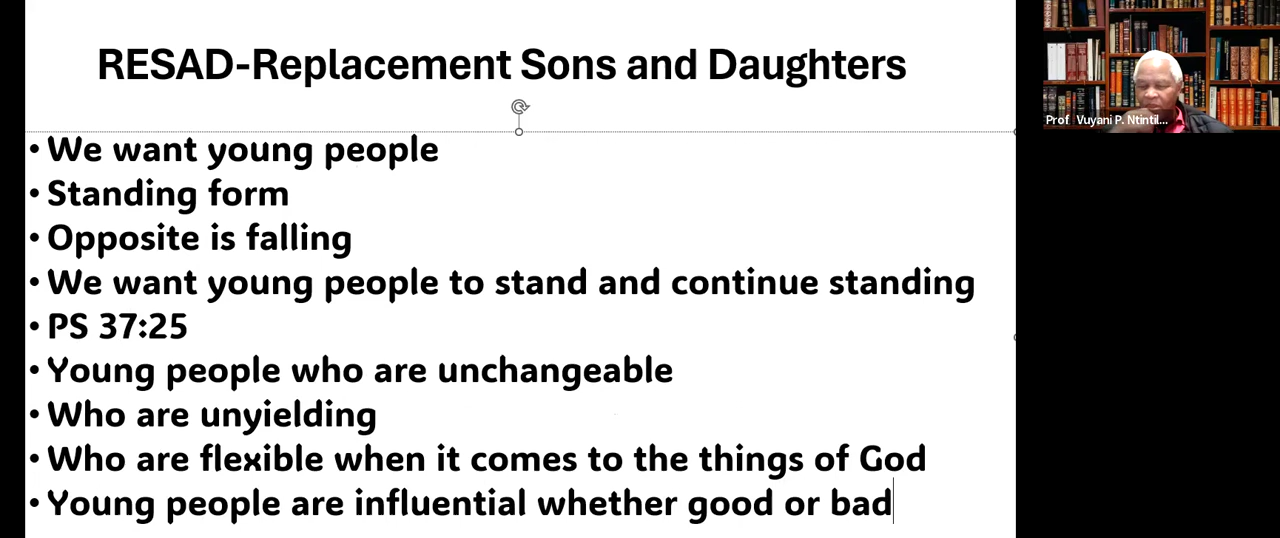 RESAD-Replacement Sons and Daughters
• We want young people
• Standing form
• Opposite is falling
• We want young people to stand and continue standing
• PS 37:25
• Young people who are unchangeable
• Who are unyielding
• Who are flexible when it comes to the things of God
• Young people are influential whether good or bad
Prof Vuyani P. Ntintil...